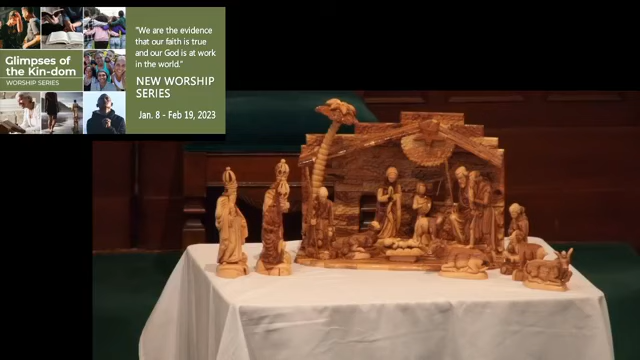 Glimpses of
the Kin-dom
WORSHIP SERIES
"We are the evidence
that our faith is true
and our God is at work
in the world."
NEW WORSHIP
SERIES
Jan. 8 - Feb 19, 2023